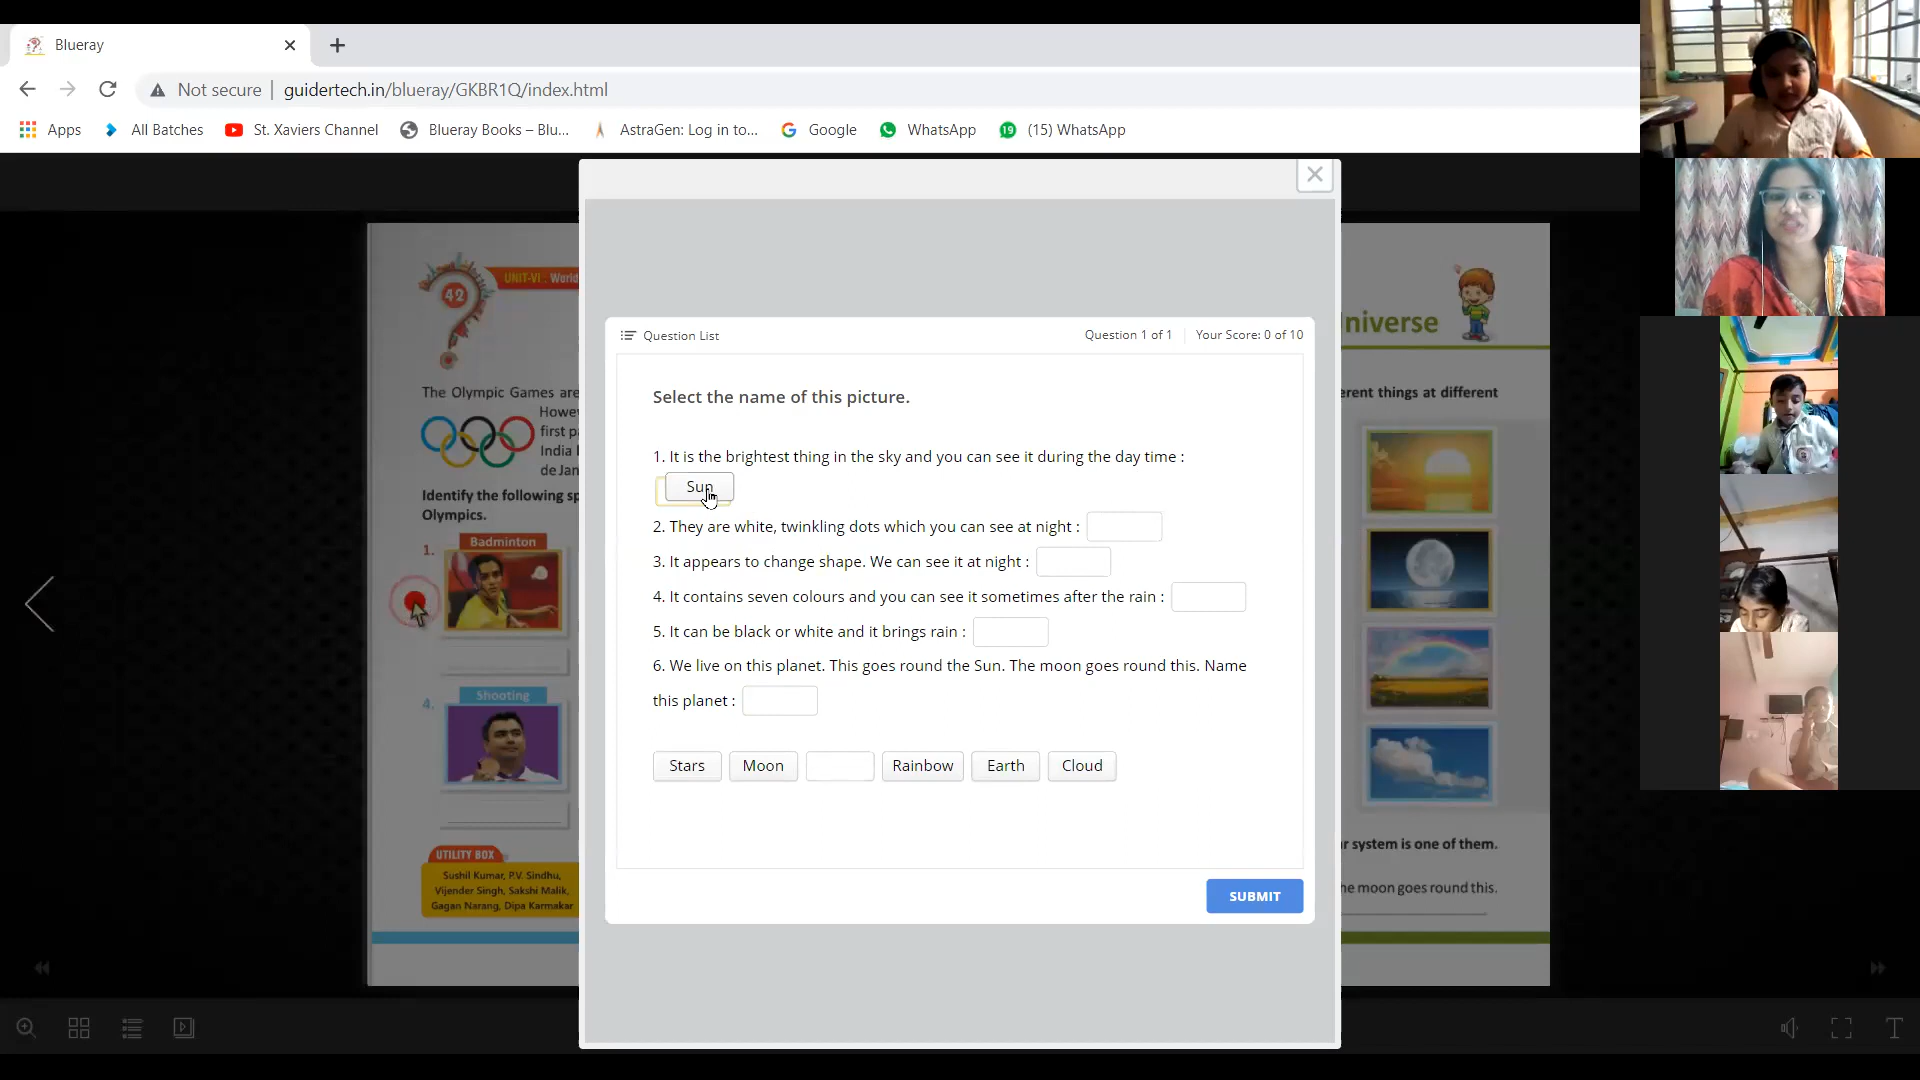 Blueray
Not secure
guidertech.in/blueray/GKBR1Q/index.html
Apps
All Batches
St. Xaviers Channel
Blueray Books – Blu...
AstraGen: Log in to...
Google
WhatsApp
19
(15) WhatsApp
Question List
Question 1 of 1
Your Score: 0 of 10
Select the name of this picture.
1. It is the brightest thing in the sky and you can see it during the day time :
Sun
2. They are white, twinkling dots which you can see at night :
3. It appears to change shape. We can see it at night :
4. It contains seven colours and you can see it sometimes after the rain :
5. It can be black or white and it brings rain :
6. We live on this planet. This goes round the Sun. The moon goes round this. Name
this planet :
Stars
Moon
Rainbow
Earth
Cloud
SUBMIT
42
UNIT-VI : World
The Olympic Games are
Howe
first p
India
de Jan
Identify the following sp
Olympics.
1.
Badminton
4.
Shooting
UTILITY BOX
Sushil Kumar, P.V. Sindhu,
Vijender Singh, Sakshi Malik,
Gagan Narang, Dipa Karmakar
niverse
erent things at different
r system is one of them.
he moon goes round this.